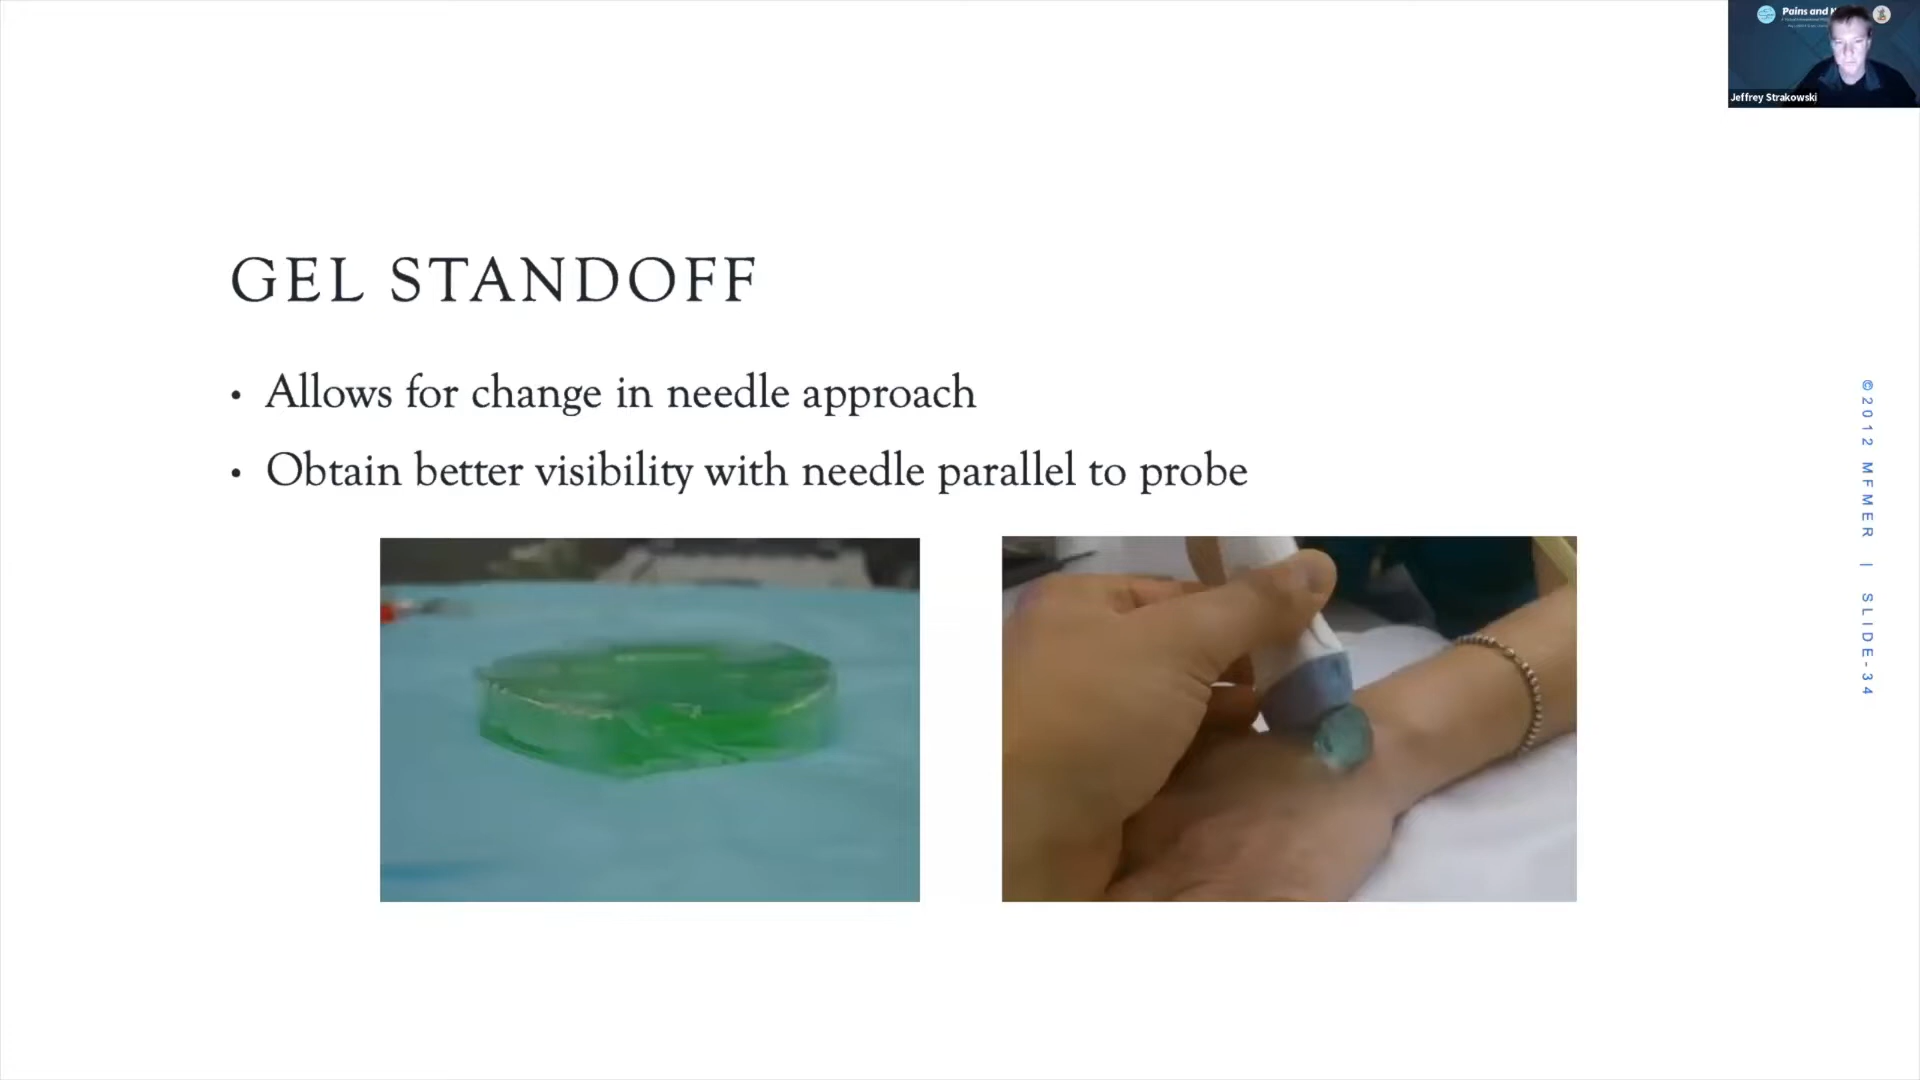 Pains and
Jeffrey Strakowski
GEL STANDOFF
• Allows for change in needle approach
• Obtain better visibility with needle parallel to probe
©2012 MFMER | SLIDE-34